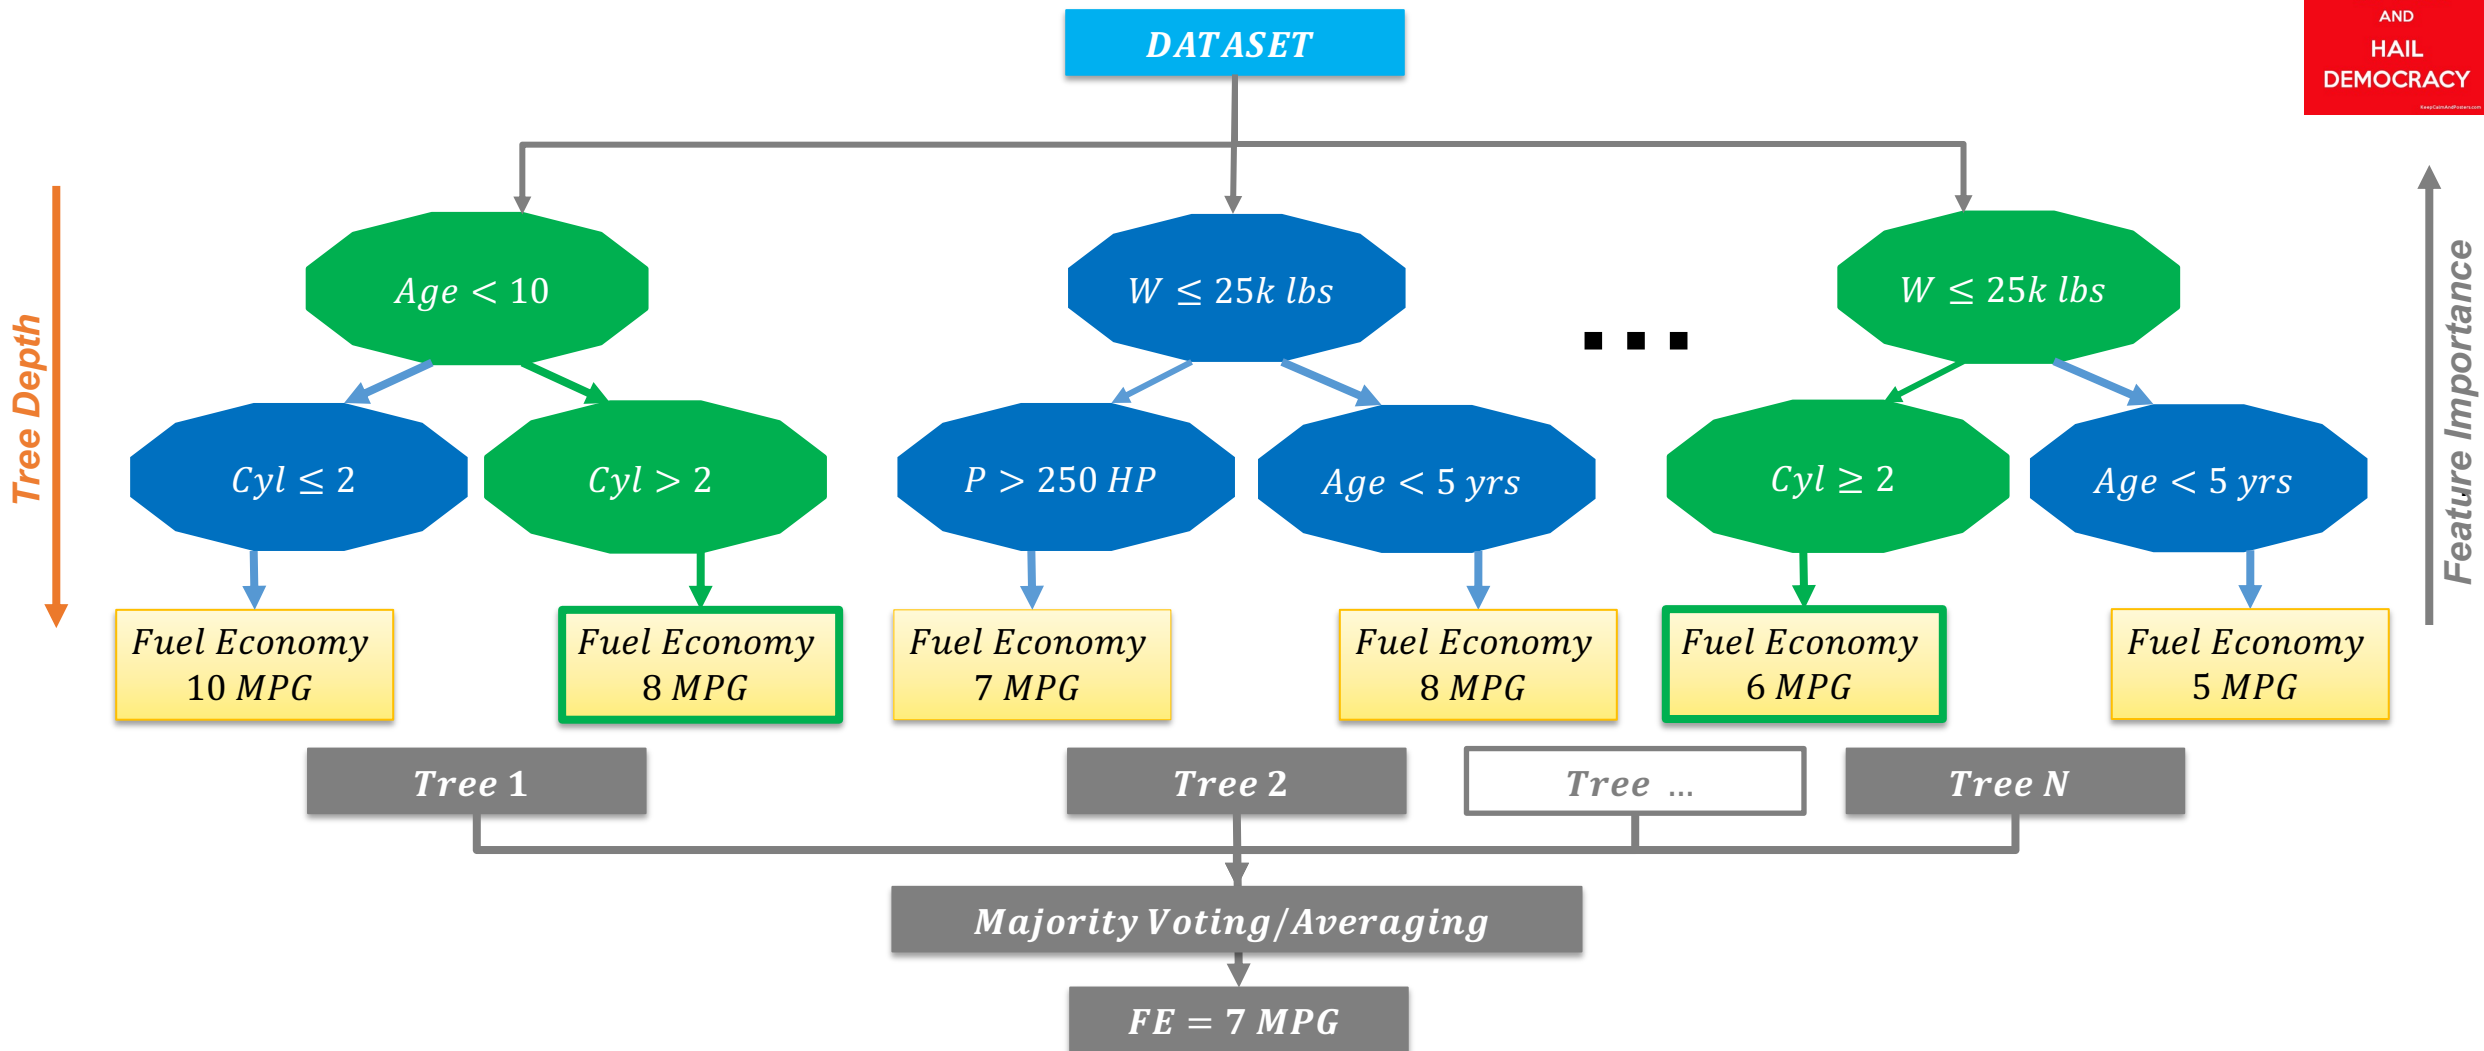 DATASET
AND
HAIL
DEMOCRACY
KeepCalmAndPosters.com
Tree Depth
Feature Importance
Age < 10
W ≤ 25k lbs
...
W ≤ 25k lbs
Cyl ≤ 2
Cyl > 2
P > 250 HP
Age < 5 yrs
Cyl ≥ 2
Age < 5 yrs
Fuel Economy
10 MPG
Fuel Economy
8 MPG
Fuel Economy
7 MPG
Fuel Economy
8 MPG
Fuel Economy
6 MPG
Fuel Economy
5 MPG
Tree 1
Tree 2
Tree ...
Tree N
Majority Voting/Averaging
FE = 7 MPG